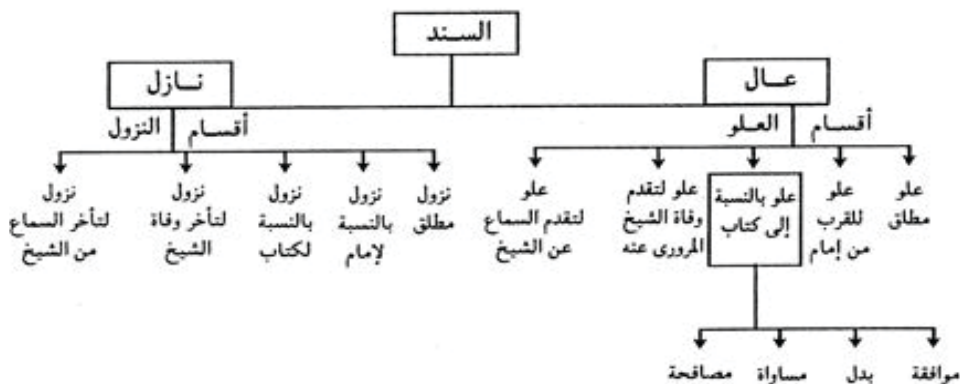 السند
عال
نازل
أقسام العلو
أقسام النزول
علو
مطلق
علو
للقرب
من إمام
علو بالنسبة
إلى كتاب
علو لتقدم
وفاة الشيخ
المرورى عنه
علو
لتقدم السماع
عن الشيخ
نزول
مطلق
نزول
بالنسبة
لإمام
نزول
بالنسبة
لكتاب
نزول
لتأخر وفاة
الشيخ
نزول
لتأخر السماع
من الشيخ
موافقة
بدل
مساواة
مصافحة